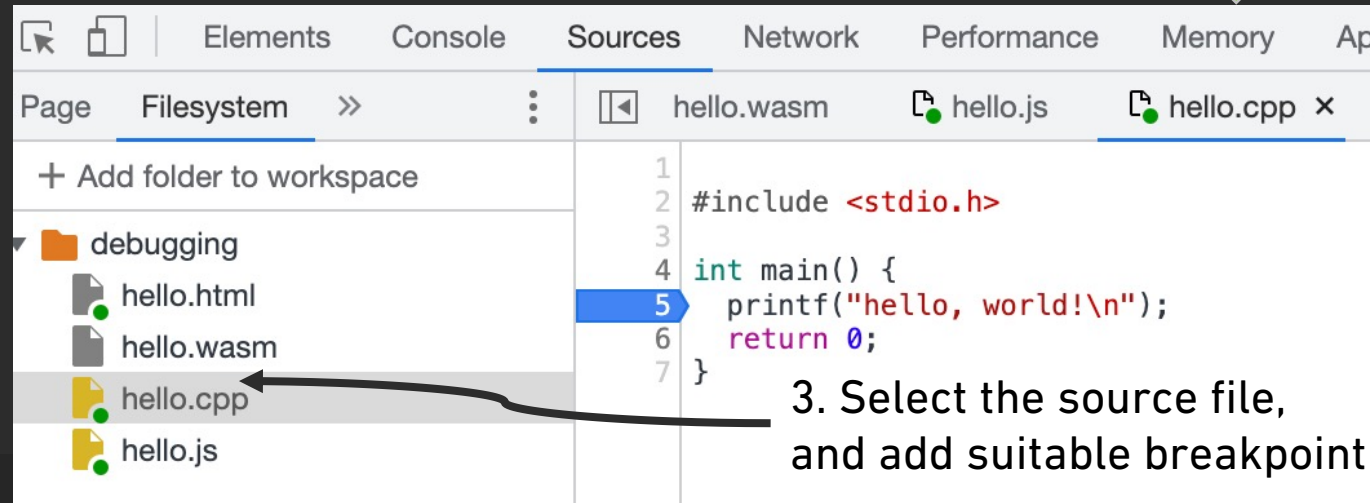 Elements Console Sources Network Performance Memory Ap
Page Filesystem >> hello.wasm hello.js hello.cpp ×
+ Add folder to workspace
debugging
hello.html
hello.wasm
hello.cpp
hello.js
1
2 #include <stdio.h>
3
4 int main() {
5 printf("hello, world!\n");
6 return 0;
7 }
3. Select the source file,
and add suitable breakpoint